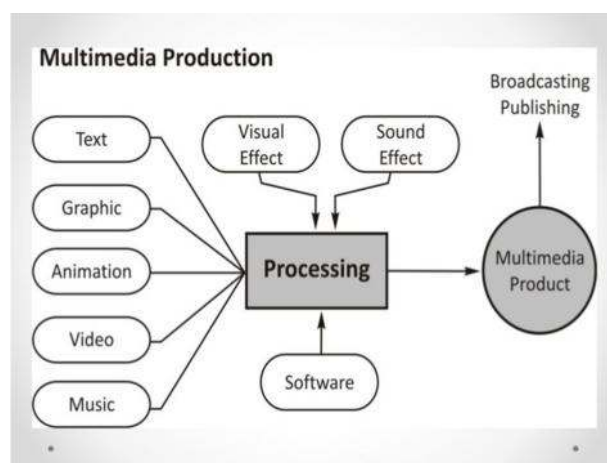 Multimedia Production
Broadcasting
Publishing
Text
Visual
Effect
Sound
Effect
Graphic
Animation
Processing
Multimedia
Product
Video
Software
Music